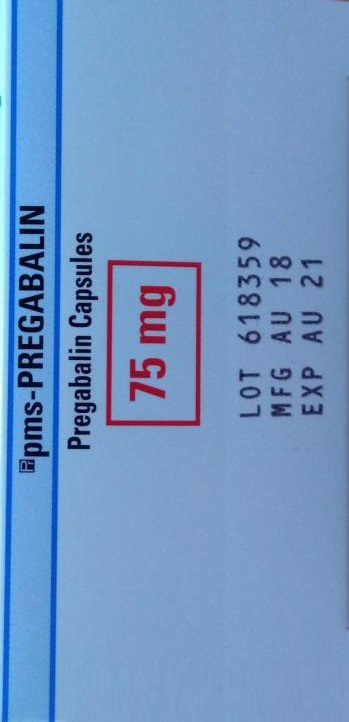 pms-PREGABALIN
Pregabalin Capsules
75 mg
LOT 618359
MFG AU 18
EXP AU 21